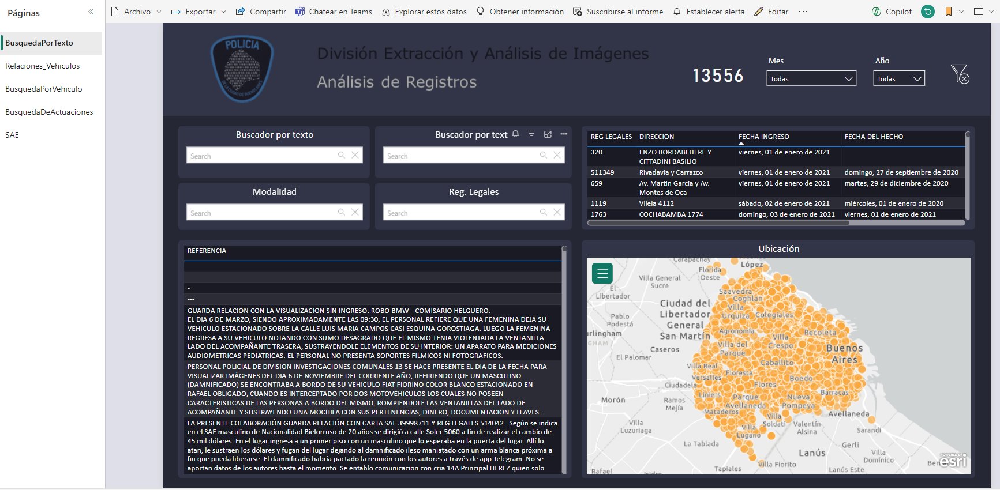 Páginas
BusquedaPorTexto
Relaciones_Vehiculos
BusquedaPorVehiculo
BusquedaDeActuaciones
SAE
Archivo Exportar Compartir Chatear en Teams Explorar estos datos Obtener información Suscribirse al informe Establecer alerta Editar Copilot
POLICIA
DE LA CIUDAD DE BUENOS AIRES
División Extracción y Análisis de Imágenes
Análisis de Registros
13556
Mes
Todas
Año
Todas
Buscador por texto
Search
Buscador por text
Search
Modalidad
Search
Reg. Legales
Search
REG LEGALES DIRECCION FECHA INGRESO FECHA DEL HECHO
320 ENZO BORDABEHERE Y viernes, 01 de enero de 2021
CITTADINI BASILIO
511349 Rivadavia y Carrazco viernes, 01 de enero de 2021 domingo, 27 de septiembre de 2020
659 Av. Martin Garcia y Av. viernes, 01 de enero de 2021 martes, 29 de diciembre de 2020
Montes de Oca
1119 Vilela 4112 sábado, 02 de enero de 2021 miércoles, 01 de enero de 2020
1763 COCHABAMBA 1774 domingo, 03 de enero de 2021 viernes, 01 de enero de 2021
REFERENCIA
-
---
GUARDA RELACION CON LA VISUALIZACION SIN INGRESO: ROBO BMW - COMISARIO HELGUERO.
EL DIA 6 DE MARZO, SIENDO APROXIMADAMENTE LAS 09:30, EL PERSONAL REFIERE QUE UNA FEMENINA DEJA SU
VEHICULO ESTACIONADO SOBRE LA CALLE LUIS MARIA CAMPOS CASI ESQUINA GOROSTIAGA. LUEGO LA FEMENINA
REGRESA A SU VEHICULO NOTANDO CON SUMO DESAGRADO QUE EL MISMO TENIA VIOLENTADA LA VENTANILLA
LADO DEL ACOMPAÑANTE TRASERA, SUSTRAYENDOLE ELEMENTOS DE SU INTERIOR: UN APARATO PARA MEDICIONES
AUDIOMETRICAS PEDIATRICAS. EL PERSONAL NO PRESENTA SOPORTES FILMICOS NI FOTOGRAFICOS.
PERSONAL POLICIAL DE DIVISION INVESTIGACIONES COMUNALES 13 SE HACE PRESENTE EL DIA DE LA FECHA PARA
VISUALIZAR IMÁGENES DEL DIA 6 DE NOVIEMBRE DEL CORRIENTE AÑO, REFIRIENDO QUE UN MASCULINO
(DAMNIFICADO) SE ENCONTRABA A BORDO DE SU VEHICULO FIAT FIORINO COLOR BLANCO ESTACIONADO EN
RAFAEL OBLIGADO, CUANDO ES INTERCEPTADO POR DOS MOTOVEHICULOS LOS CUALES NO POSEEN
CARACTERISTICAS DE LAS PERSONAS A BORDO DEL MISMO, ROMPIENDOLE LAS VENTANILLAS DEL LADO DE
ACOMPAÑANTE Y SUSTRAYENDO UNA MOCHILA CON SUS PERTENENCIAS, DINERO, DOCUMENTACION Y LLAVES.
LA PRESENTE COLABORACIÓN GUARDA RELACIÓN CON CARTA SAE 39998711 Y REG LEGALES 514042 . Según se indica
en el SAE masculino de Nacionalidad Bielorruso de 20 años se dirigió a calle Soler 5060 a fin de realizar el cambio de
45 mil dólares. En el lugar ingresa a un primer piso con un masculino que lo esperaba en la puerta del lugar. Allí lo
atan, le sustraen los dólares y fugan del lugar dejando al damnificado ileso maniatado con un arma blanca próxima a
fin que pueda liberarse. El damnificado habría pactado la reunión con los autores a través de app Telegram. No se
aportan datos de los autores hasta el momento. Se entablo comunicacion con cria 14A Principal HEREZ quien solo
Ubicación
Carapachay
López
Florida
Oeste
Villa General
Sucre
El
Libertador
Saavedra
Coghlan
Ciudad del
Libertador
General
San Martín
Villa
Urquiza
Colegiales
Pablo
Podestá
urlingham
GHAM
Agronomía
Recoleta
Villa
Crespo
Caseros
Villa del
Parque
Buenos
Aires
El Palomar
Caballito
Villa Real
Versalles
Floresta
Boedo
Ciudadela
Flores
Barracas
Liniers
Parque
Avellaneda
Nueva
Pompeya
Morón
Ramos
Mejía
Mataderos
Avellaneda
Villa
Luzuriaga
Villa
Soldati
Valentín
Alsina
Sarandí
Villa
Lugano
La Tablada
Gerli
Lanús
Villa
Domínico
Villa Fiorito
Tapiales
Lanús Este
Rafael
Isidro
Ber
POWERED BY
esri